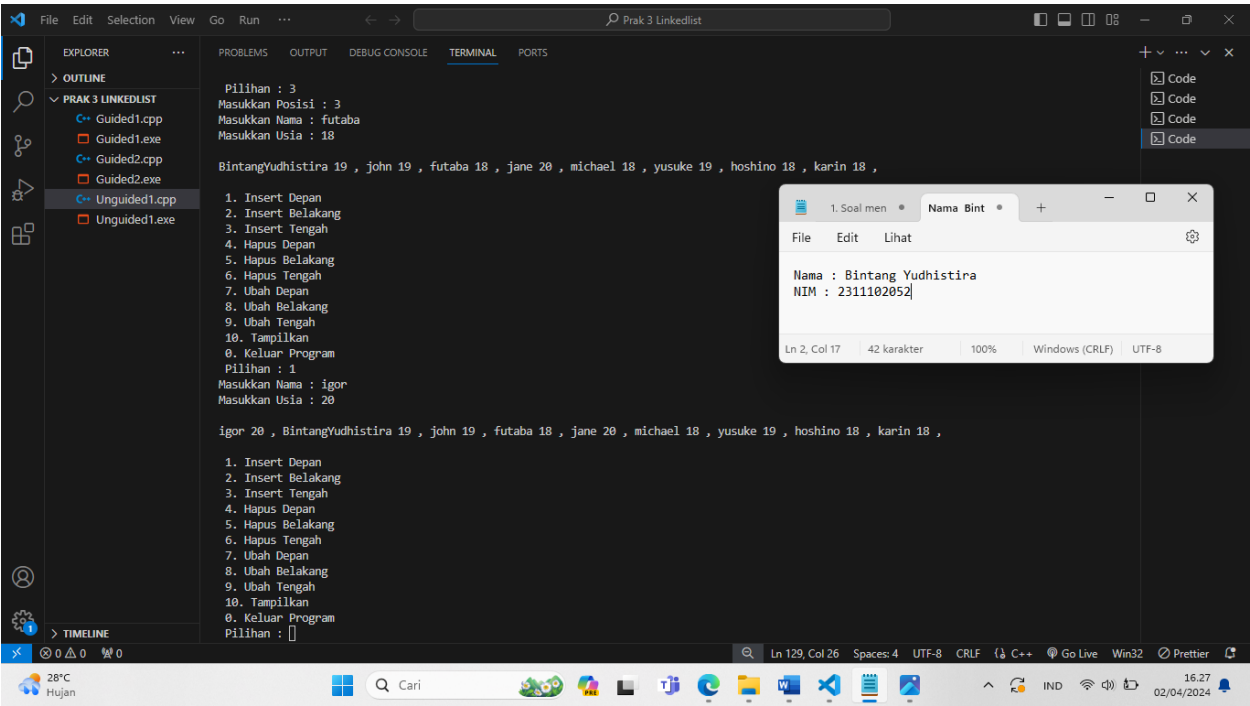 File Edit Selection View Go Run ··· Prak 3 Linkedlist
EXPLORER ···
OUTLINE
PRAK 3 LINKEDLIST
Guided1.cpp
Guided1.exe
Guided2.cpp
Guided2.exe
Unguided1.cpp
Unguided1.exe
TIMELINE
PROBLEMS OUTPUT DEBUG CONSOLE TERMINAL PORTS
Pilihan : 3
Masukkan Posisi : 3
Masukkan Nama : futaba
Masukkan Usia : 18
BintangYudhistira 19 , john 19 , futaba 18 , jane 20 , michael 18 , yusuke 19 , hoshino 18 , karin 18 ,
1. Insert Depan
2. Insert Belakang
3. Insert Tengah
4. Hapus Depan
5. Hapus Belakang
6. Hapus Tengah
7. Ubah Depan
8. Ubah Belakang
9. Ubah Tengah
10. Tampilkan
0. Keluar Program
Pilihan : 1
Masukkan Nama : igor
Masukkan Usia : 20
igor 20 , BintangYudhistira 19 , john 19 , futaba 18 , jane 20 , michael 18 , yusuke 19 , hoshino 18 , karin 18 ,
1. Insert Depan
2. Insert Belakang
3. Insert Tengah
4. Hapus Depan
5. Hapus Belakang
6. Hapus Tengah
7. Ubah Depan
8. Ubah Belakang
9. Ubah Tengah
10. Tampilkan
0. Keluar Program
Pilihan :
Code
Code
Code
Code
1. Soal men Nama Bint
File Edit Lihat
Nama : Bintang Yudhistira
NIM : 2311102052
Ln 2, Col 17 42 karakter 100% Windows (CRLF) UTF-8
1
0 0 0 Ln 129, Col 26 Spaces: 4 UTF-8 CRLF C++ Go Live Win32 Prettier
28°C
Hujan
Cari
PRE
IND
16.27
02/04/2024